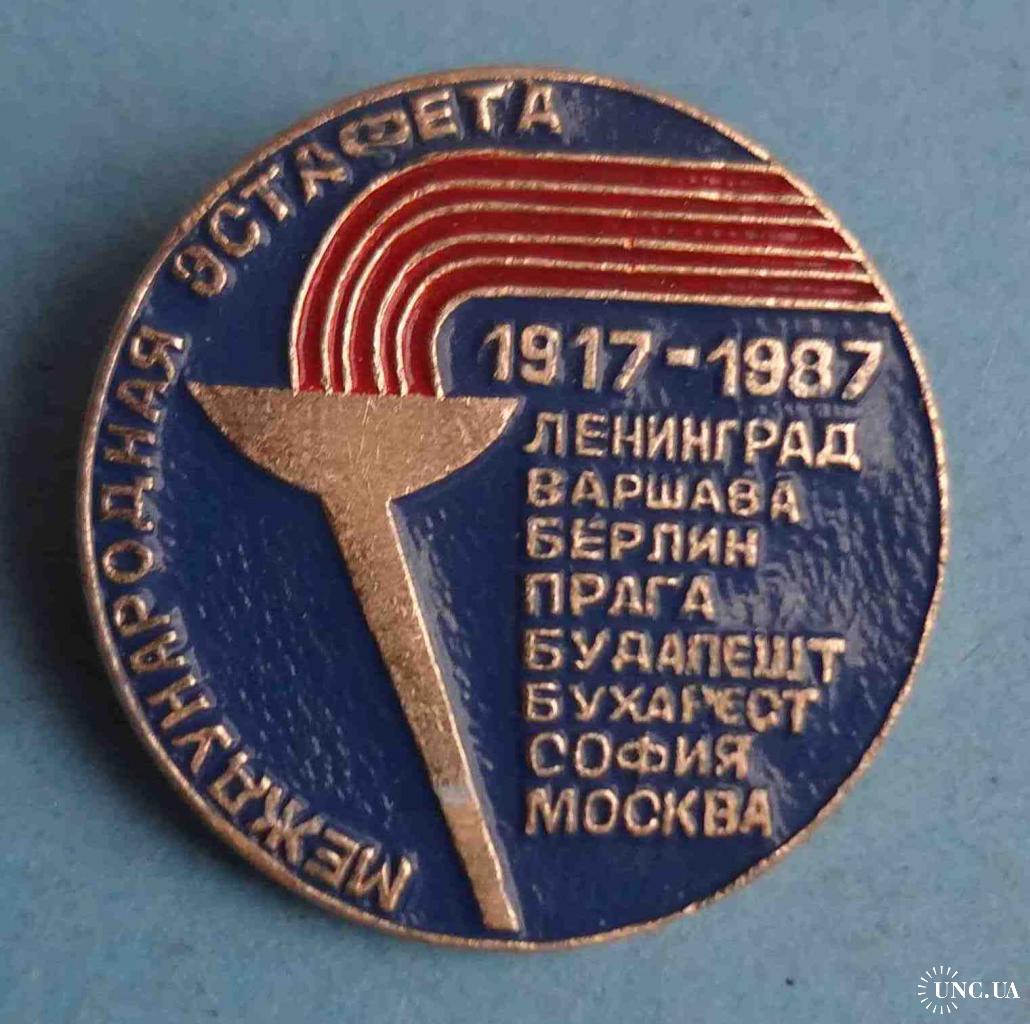 МЕЖДУНАРОДНАЯ ЭСТАФЕТА
1917-1987
ЛЕНИНГРАД
ВАРШАВА
БЕРЛИН
ПРАГА
БУДАПЕШТ
БУХАРЕСТ
СОФИЯ
МОСКВА
UNC.UA